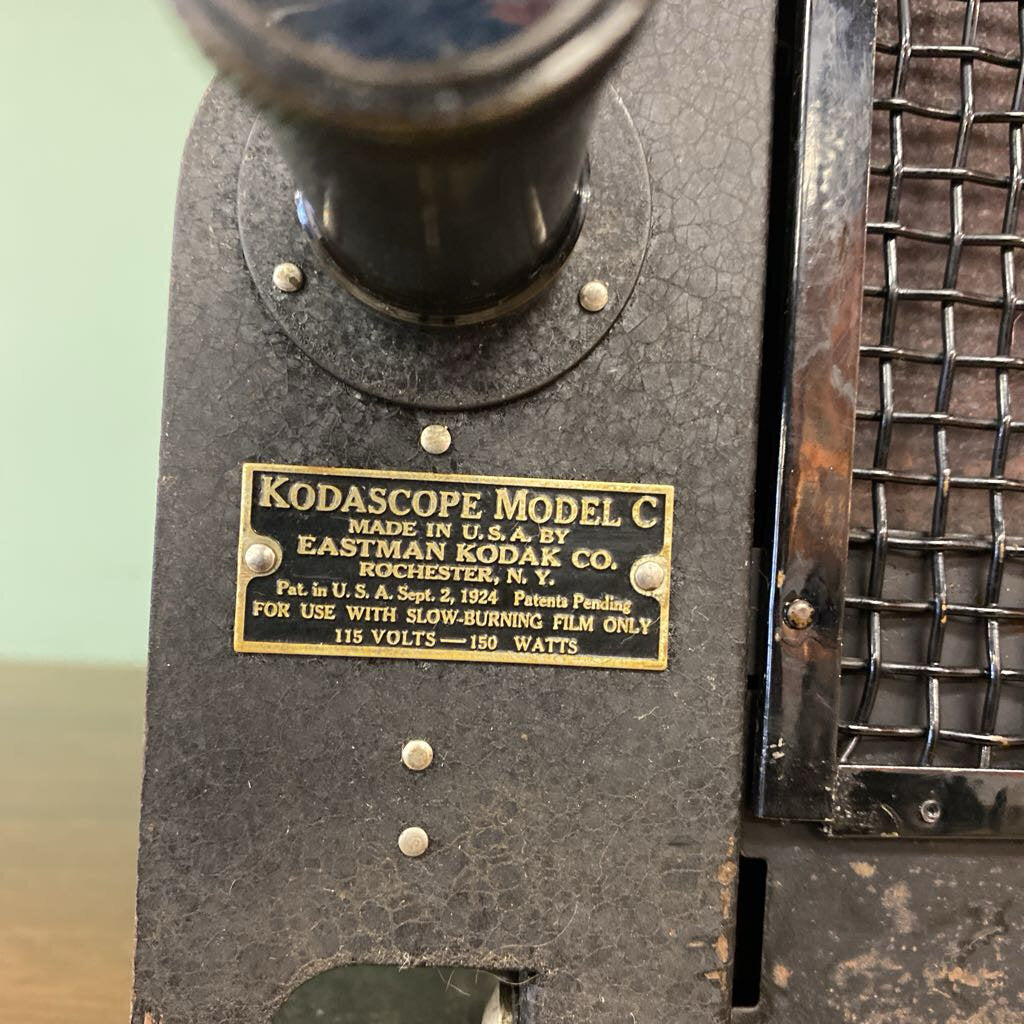 KODASCOPE MODEL C
MADE IN U.S.A. BY
EASTMAN KODAK CO.
ROCHESTER, N. Y.
Pat. in U. S. A. Sept. 2, 1924 Patents Pending
FOR USE WITH SLOW-BURNING FILM ONLY
115 VOLTS — 150 WATTS